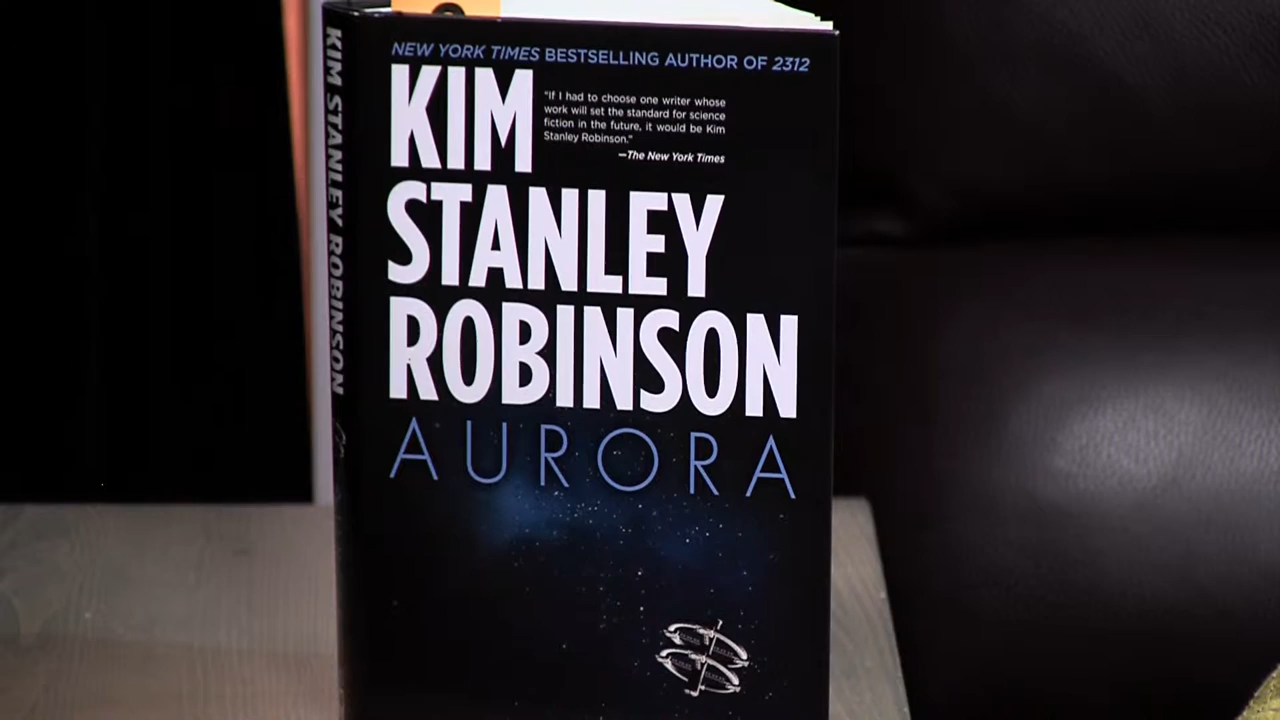 KIM STANLEY ROBINSON
NEW YORK TIMES BESTSELLING AUTHOR OF 2312
KIM
"If I had to choose one writer whose
work will set the standard for science
fiction in the future, it would be Kim
Stanley Robinson."
—The New York Times
STANLEY
ROBINSON
AURORA